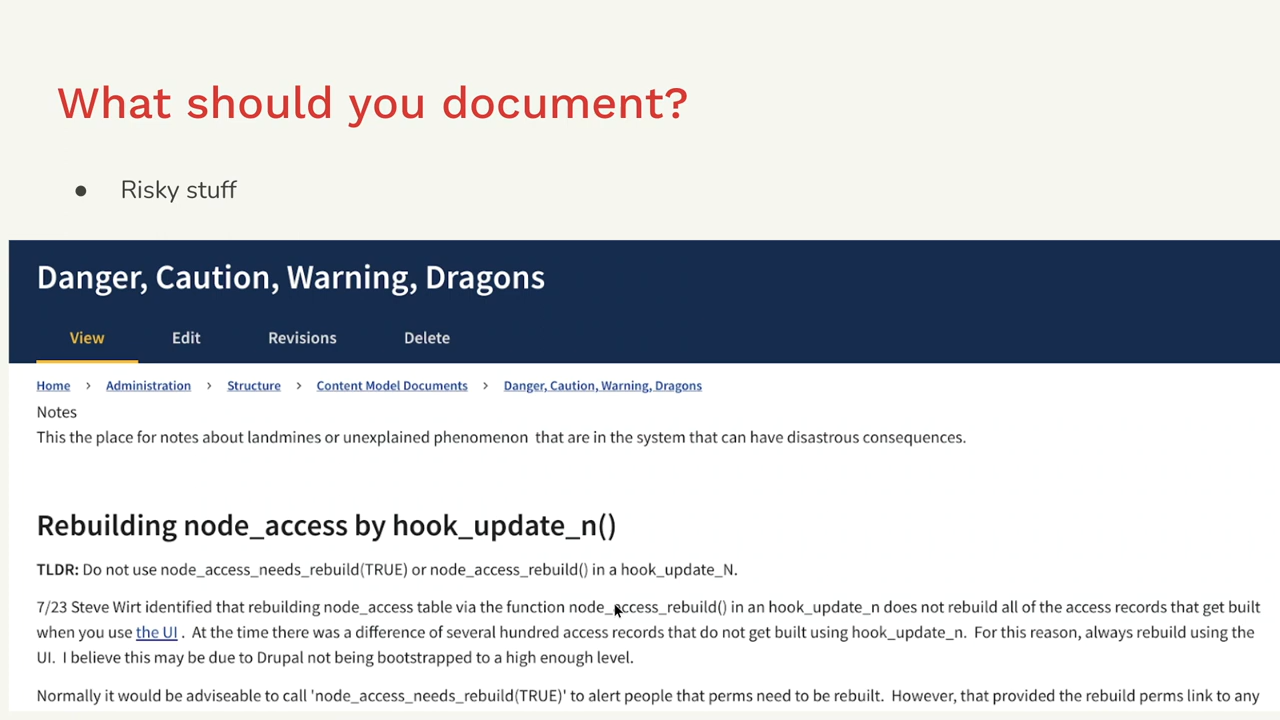 What should you document?
● Risky stuff
Danger, Caution, Warning, Dragons
View Edit Revisions Delete
Home > Administration > Structure > Content Model Documents > Danger, Caution, Warning, Dragons
Notes
This the place for notes about landmines or unexplained phenomenon  that are in the system that can have disastrous consequences.
Rebuilding node_access by hook_update_n()
TLDR: Do not use node_access_needs_rebuild(TRUE) or node_access_rebuild() in a hook_update_N.
7/23 Steve Wirt identified that rebuilding node_access table via the function node_access_rebuild() in an hook_update_n does not rebuild all of the access records that get built
when you use the UI .  At the time there was a difference of several hundred access records that do not get built using hook_update_n.  For this reason, always rebuild using the
UI.  I believe this may be due to Drupal not being bootstrapped to a high enough level.
Normally it would be adviseable to call 'node_access_needs_rebuild(TRUE)' to alert people that perms need to be rebuilt.  However, that provided the rebuild perms link to any